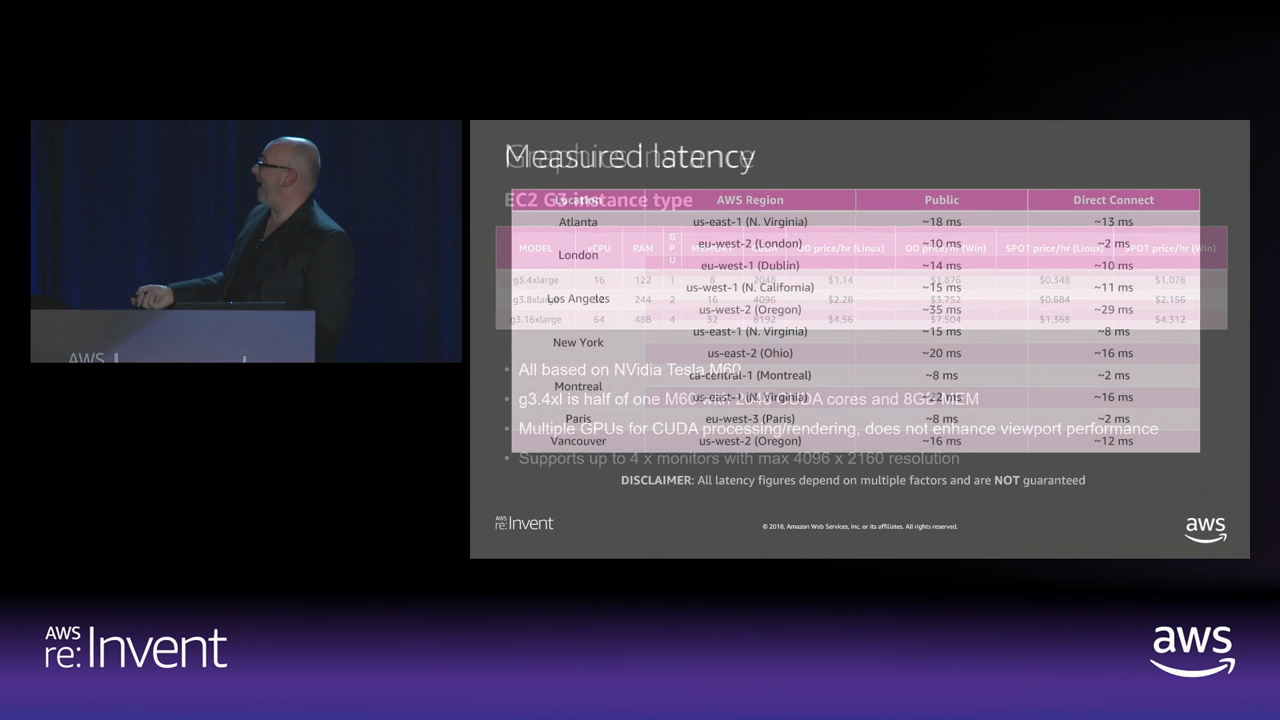 Measured latency
Graphics instance
EC2 G3 instance type
Location AWS Region Public Direct Connect
Atlanta us-east-1 (N. Virginia) ~18 ms ~13 ms
London eu-west-2 (London) ~10 ms ~2 ms
eu-west-1 (Dublin) ~14 ms ~10 ms
Los Angeles us-west-1 (N. California) ~15 ms ~11 ms
us-west-2 (Oregon) ~35 ms ~29 ms
New York us-east-1 (N. Virginia) ~15 ms ~8 ms
us-east-2 (Ohio) ~20 ms ~16 ms
Montreal ca-central-1 (Montreal) ~8 ms ~2 ms
us-east-1 (N. Virginia) ~22 ms ~16 ms
Paris eu-west-3 (Paris) ~8 ms ~2 ms
Vancouver us-west-2 (Oregon) ~16 ms ~12 ms
MODEL vCPU RAM GPU OD price/hr (Linux) OD price/hr (Win) SPOT price/hr (Linux) SPOT price/hr (Win)
g3.4xlarge 16 122 1 8 2048 $1.14 $1.876 $0.348 $1.078
g3.8xlarge 244 2 16 4096 $2.28 $3.752 $0.684 $2.156
g3.16xlarge 64 488 4 32 8192 $4.56 $7.504 $1.368 $4.312
• All based on NVidia Tesla M60
• g3.4xl is half of one M60 with 2048 CUDA cores and 8GB MEM
• Multiple GPUs for CUDA processing/rendering, does not enhance viewport performance
• Supports up to 4 x monitors with max 4096 x 2160 resolution
DISCLAIMER: All latency figures depend on multiple factors and are NOT guaranteed
AWS re:Invent
© 2018, Amazon Web Services, Inc. or its affiliates. All rights reserved.
aws
AWS
AWS
re:Invent
aws